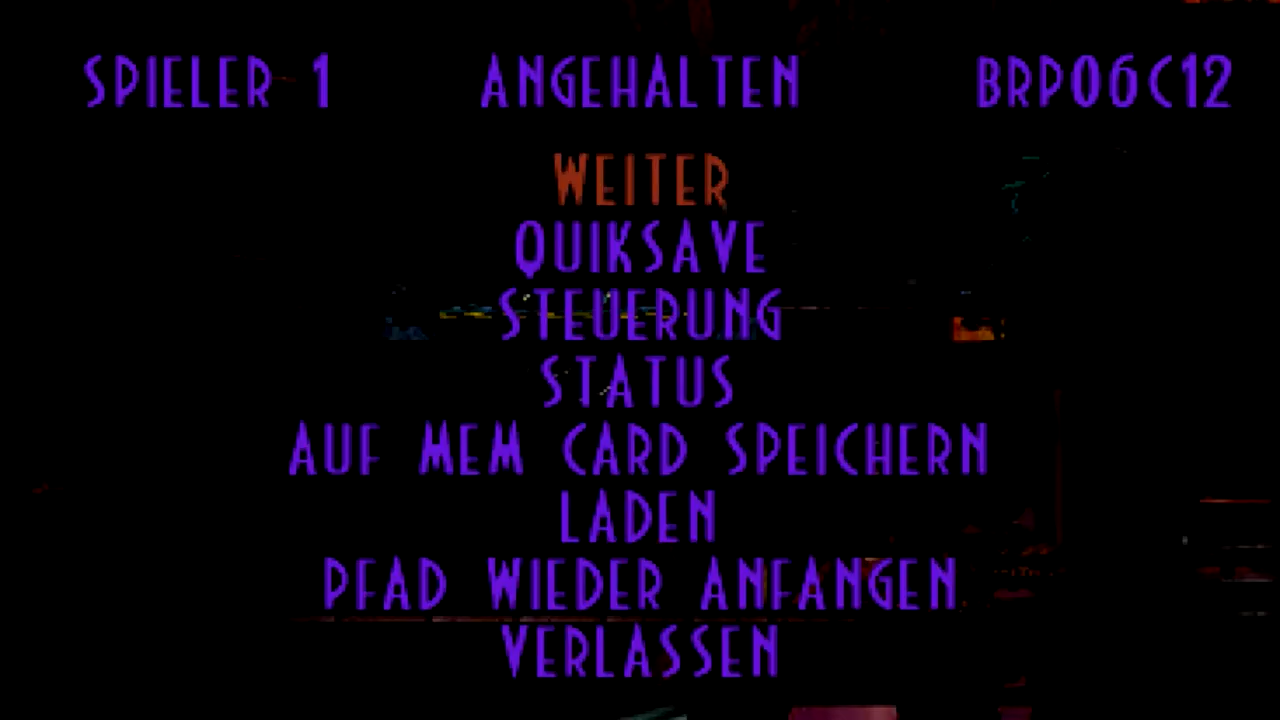 SPIELER 1 ANGEHALTEN BRP06C12
WEITER
QUIKSAVE
STEUERUNG
STATUS
AUF MEM CARD SPEICHERN
LADEN
PFAD WIEDER ANFANGEN
VERLASSEN